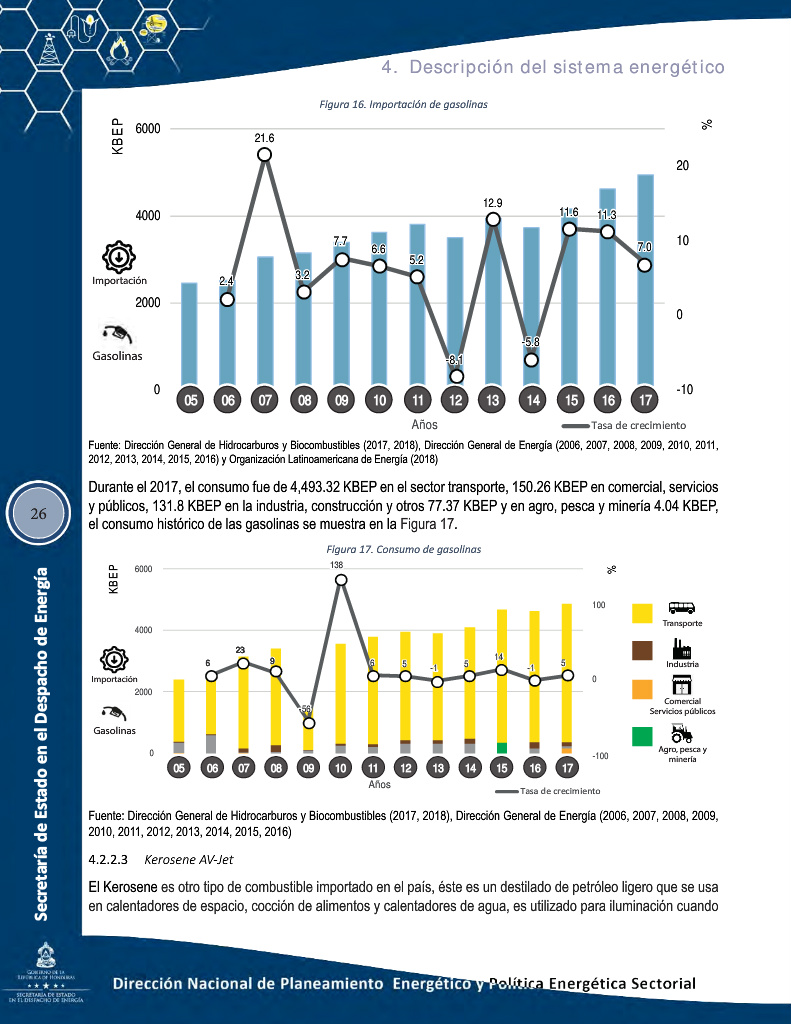 4. Descripción del sistema energético
Figura 16. Importación de gasolinas
KBEP
%
6000
4000
2000
0
20
10
0
-10
21.6
2.4
3.2
7.7
6.6
5.2
-8.1
12.9
-5.8
11.6
11.3
7.0
Importación
Gasolinas
05 06 07 08 09 10 11 12 13 14 15 16 17
Años
Tasa de crecimiento
Fuente: Dirección General de Hidrocarburos y Biocombustibles (2017, 2018), Dirección General de Energía (2006, 2007, 2008, 2009, 2010, 2011,
2012, 2013, 2014, 2015, 2016) y Organización Latinoamericana de Energía (2018)
Durante el 2017, el consumo fue de 4,493.32 KBEP en el sector transporte, 150.26 KBEP en comercial, servicios
y públicos, 131.8 KBEP en la industria, construcción y otros 77.37 KBEP y en agro, pesca y minería 4.04 KBEP,
el consumo histórico de las gasolinas se muestra en la Figura 17.
26
Figura 17. Consumo de gasolinas
KBEP
%
6000
4000
2000
0
100
0
-100
6
23
9
-56
138
6
5
-1
5
14
-1
5
Importación
Gasolinas
05 06 07 08 09 10 11 12 13 14 15 16 17
Años
Tasa de crecimiento
Transporte
Industria
Comercial
Servicios públicos
Agro, pesca y
minería
Fuente: Dirección General de Hidrocarburos y Biocombustibles (2017, 2018), Dirección General de Energía (2006, 2007, 2008, 2009,
2010, 2011, 2012, 2013, 2014, 2015, 2016)
4.2.2.3 Kerosene AV-Jet
El Kerosene es otro tipo de combustible importado en el país, éste es un destilado de petróleo ligero que se usa
en calentadores de espacio, cocción de alimentos y calentadores de agua, es utilizado para iluminación cuando
Secretaría de Estado en el Despacho de Energía
GOBIERNO DE LA
REPÚBLICA DE HONDURAS
SECRETARÍA DE ESTADO
EN EL DESPACHO DE ENERGÍA
Dirección Nacional de Planeamiento Energético y Política Energética Sectorial